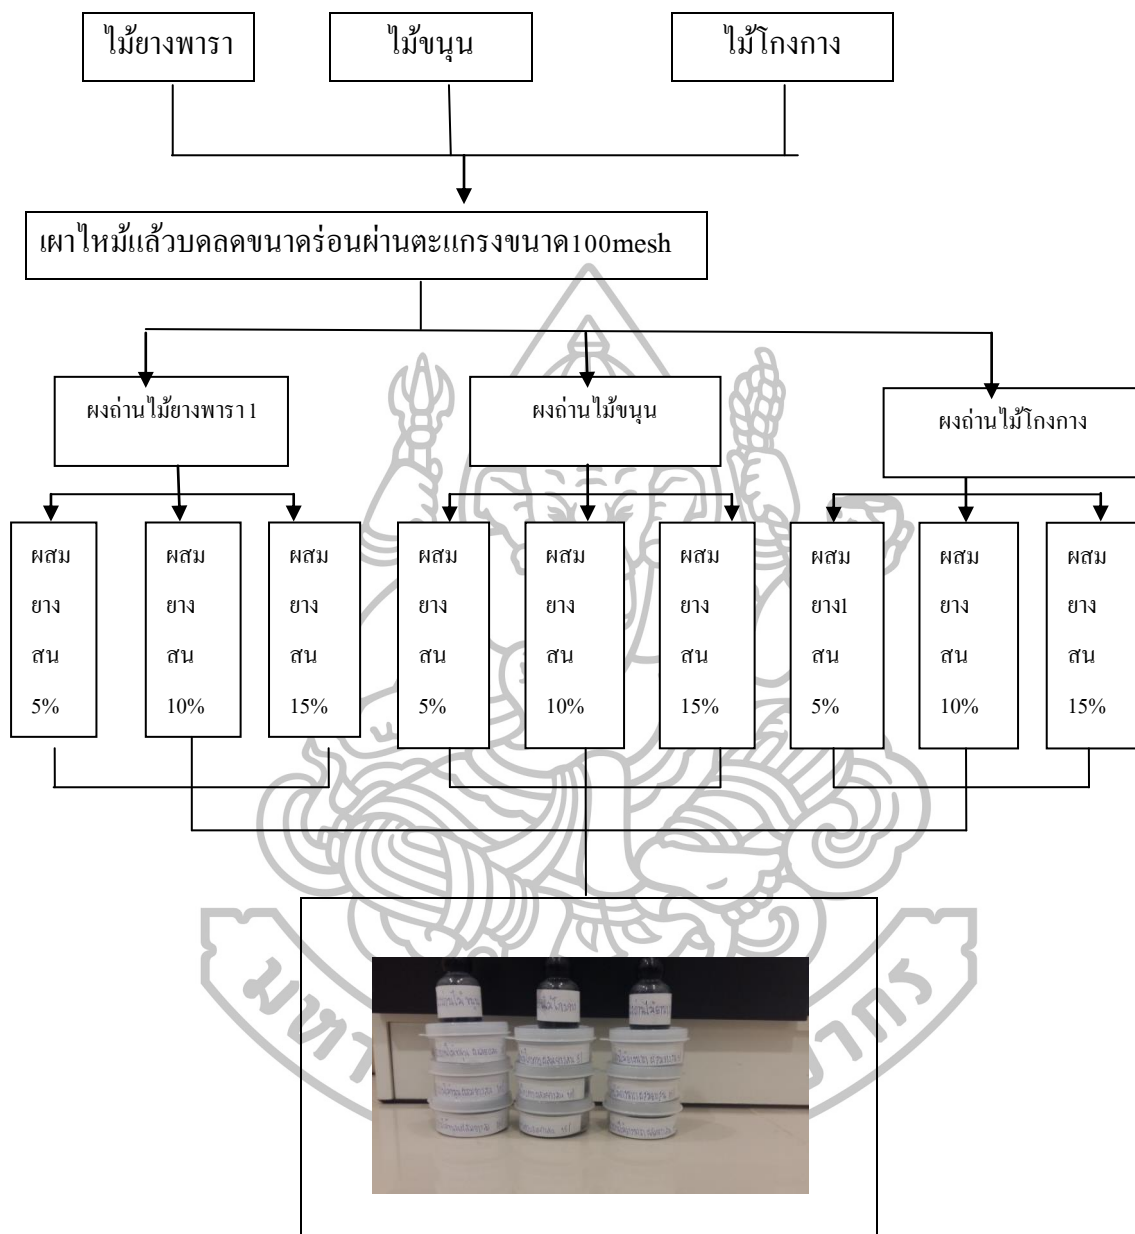 ไม้ยางพารา
ไม้ขนุน
ไม้โกงกาง
เผาไหม้แล้วบดลดขนาดร่อนผ่านตะแกรงขนาด100mesh
ผงถ่านไม้ยางพารา 1
ผงถ่านไม้ขนุน
ผงถ่านไม้โกงกาง
ผสม
ยาง
สน
5%
ผสม
ยาง
สน
10%
ผสม
ยาง
สน
15%
ผสม
ยาง
สน
5%
ผสม
ยาง
สน
10%
ผสม
ยาง
สน
15%
ผสม
ยาง1
สน
5%
ผสม
ยาง
สน
10%
ผสม
ยาง
สน
15%